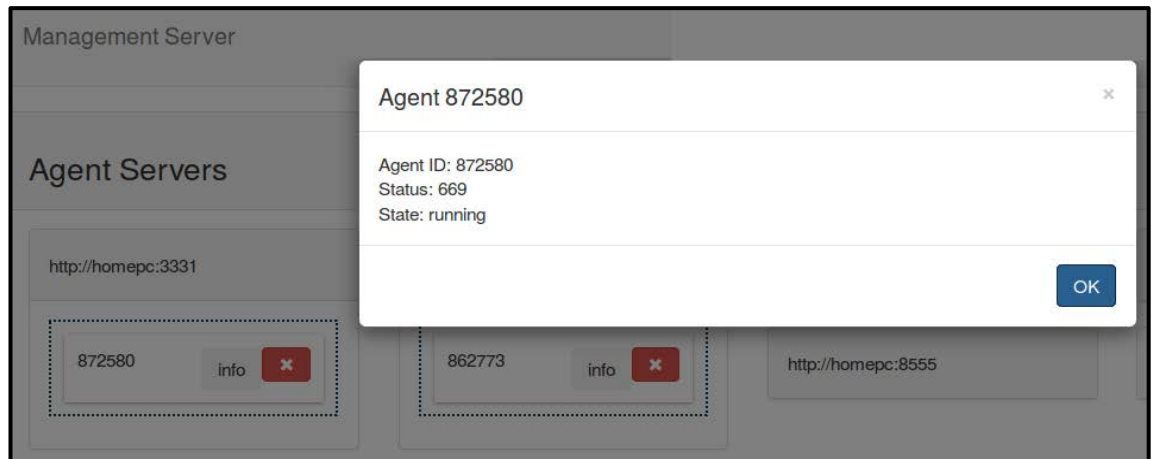 Management Server
Agent 872580
×
Agent Servers
Agent ID: 872580
Status: 669
State: running
http://homepc:3331
OK
872580
info
862773
info
http://homepc:8555